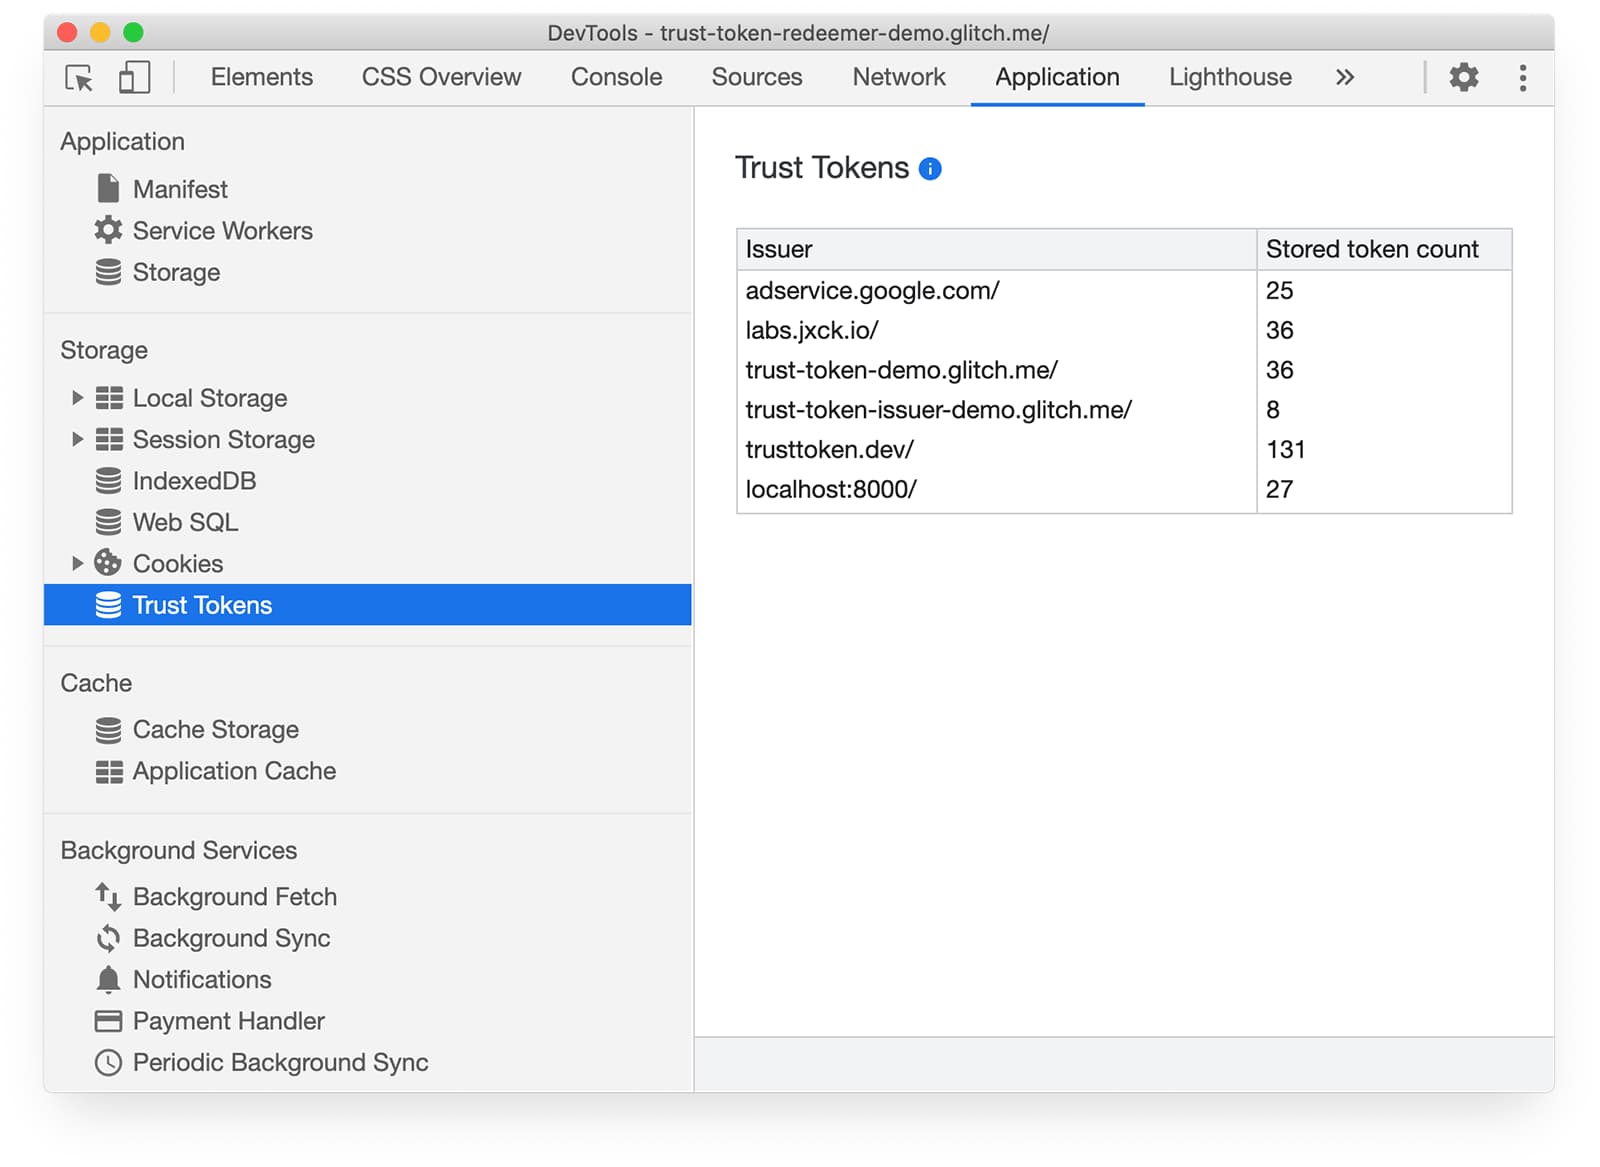 DevTools - trust-token-redeemer-demo.glitch.me/
Elements CSS Overview Console Sources Network Application Lighthouse »
Application
Manifest
Service Workers
Storage
Storage
Local Storage
Session Storage
IndexedDB
Web SQL
Cookies
Trust Tokens
Cache
Cache Storage
Application Cache
Background Services
Background Fetch
Background Sync
Notifications
Payment Handler
Periodic Background Sync
Trust Tokens i
Issuer Stored token count
adservice.google.com/ 25
labs.jxck.io/ 36
trust-token-demo.glitch.me/ 36
trust-token-issuer-demo.glitch.me/ 8
trusttoken.dev/ 131
localhost:8000/ 27